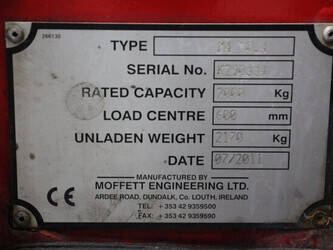 266130
TYPE
SERIAL No.
RATED CAPACITY Kg
LOAD CENTRE 600 mm
UNLADEN WEIGHT 2170 Kg
DATE 07/2011
MANUFACTURED BY
MOFFETT ENGINEERING LTD.
ARDEE ROAD, DUNDALK, Co. LOUTH, IRELAND
TEL: +353 42 9359500
FAX: +353 42 9359590
CE